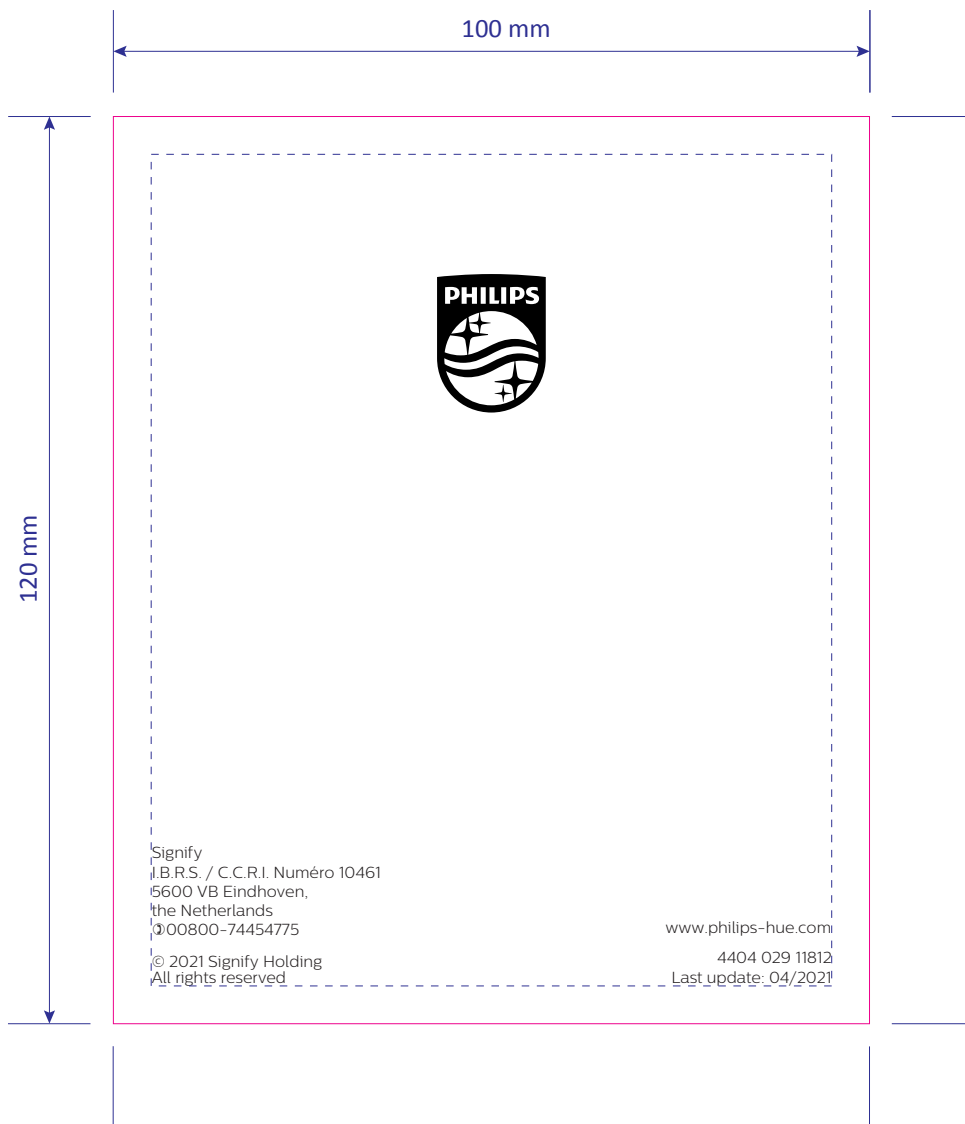 100 mm
120 mm
PHILIPS
Signify
I.B.R.S. / C.C.R.I. Numéro 10461
5600 VB Eindhoven,
the Netherlands
✆00800-74454775
© 2021 Signify Holding
All rights reserved
www.philips-hue.com
4404 029 11812
Last update: 04/2021